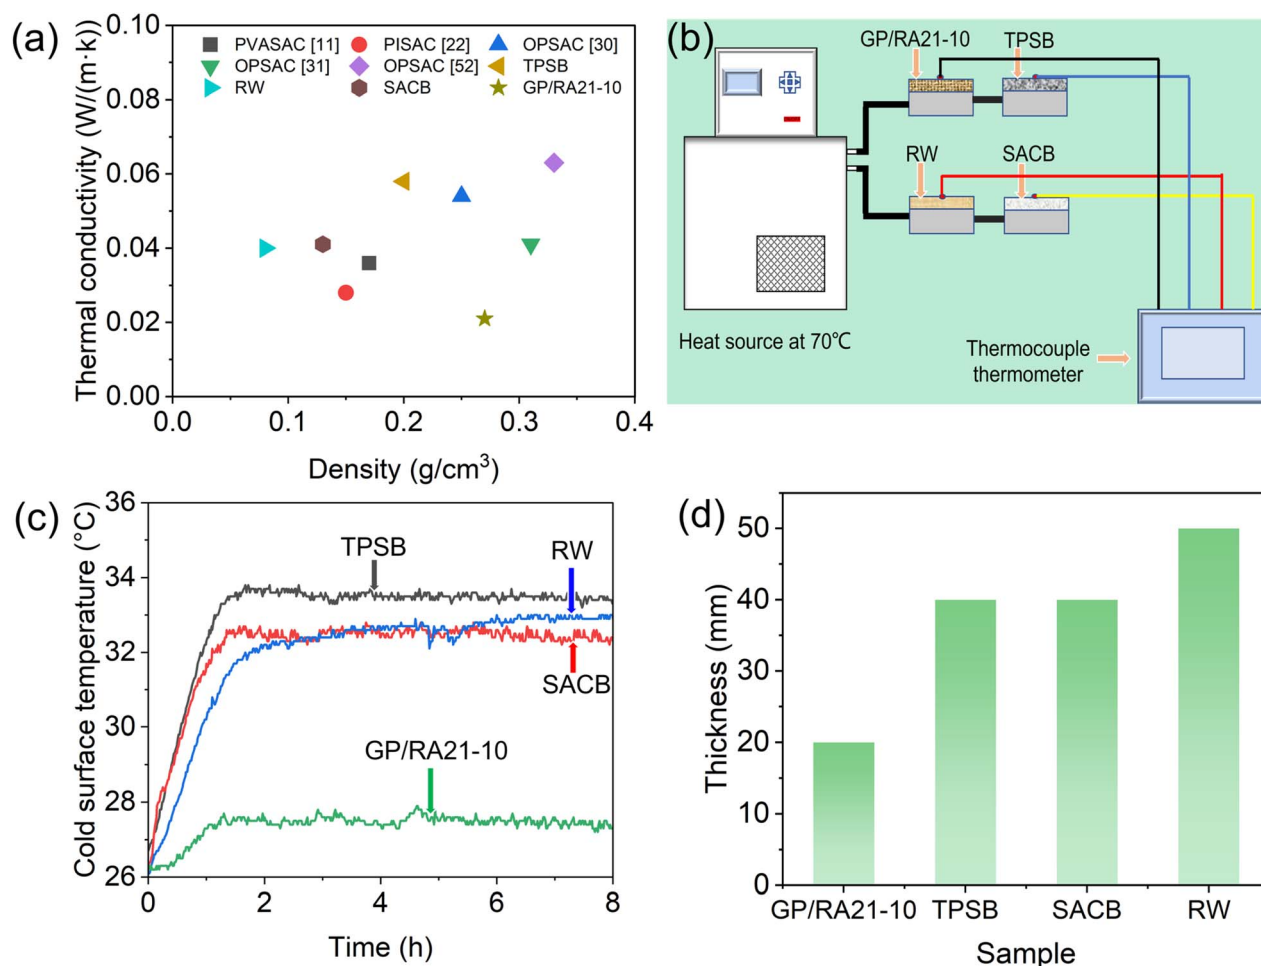 (a)
0.10
0.08
0.06
0.04
0.02
0.00
Thermal conductivity (W/(m·k))
PVASAC [11] PISAC [22] OPSAC [30]
OPSAC [31] OPSAC [52] TPSB
RW SACB GP/RA21-10
0.0 0.1 0.2 0.3 0.4
Density (g/cm³)
(b)
GP/RA21-10 TPSB
RW SACB
Heat source at 70℃
Thermocouple
thermometer
(c)
36
34
32
30
28
26
Cold surface temperature (°C)
TPSB
RW
SACB
GP/RA21-10
0 2 4 6 8
Time (h)
(d)
50
40
30
20
10
0
Thickness (mm)
GP/RA21-10 TPSB SACB RW
Sample